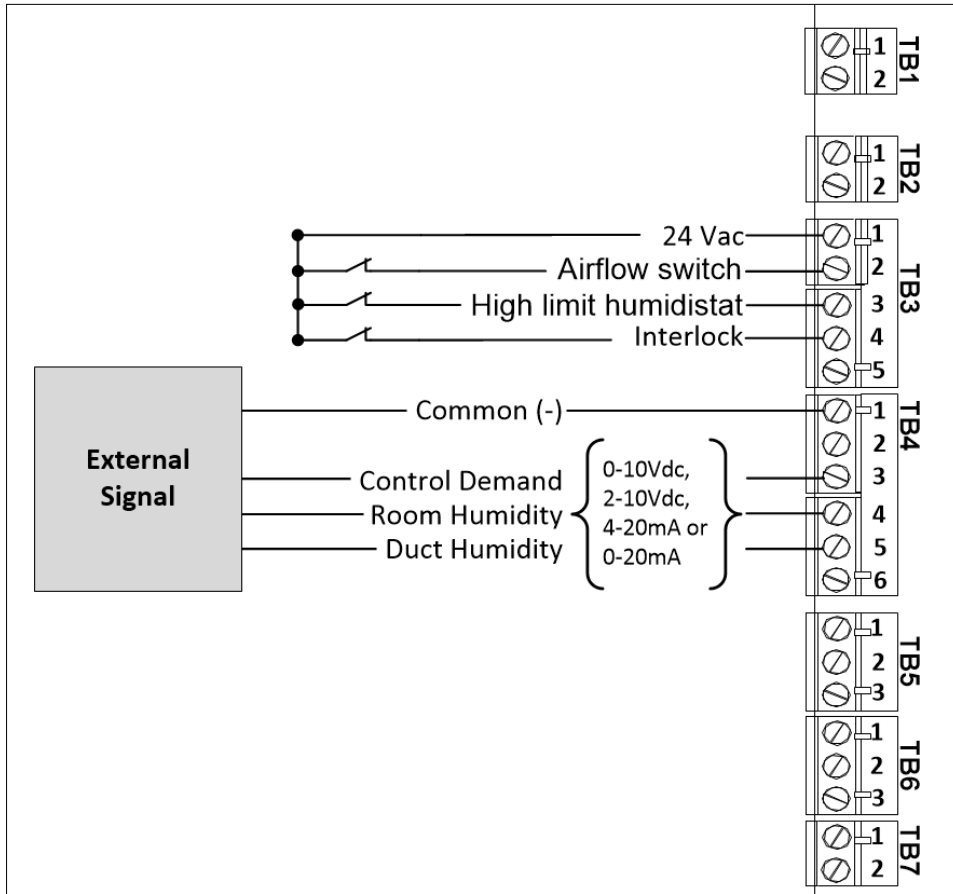 1
2
TB1
1
2
TB2
24 Vac
1
Airflow switch
2
TB3
High limit humidistat
3
Interlock
4
5
External
Signal
Common (-)
1
TB4
2
Control Demand
0-10Vdc,
3
Room Humidity
2-10Vdc,
4
Duct Humidity
4-20mA or
5
0-20mA
6
1
2
3
TB5
1
2
3
TB6
1
2
TB7